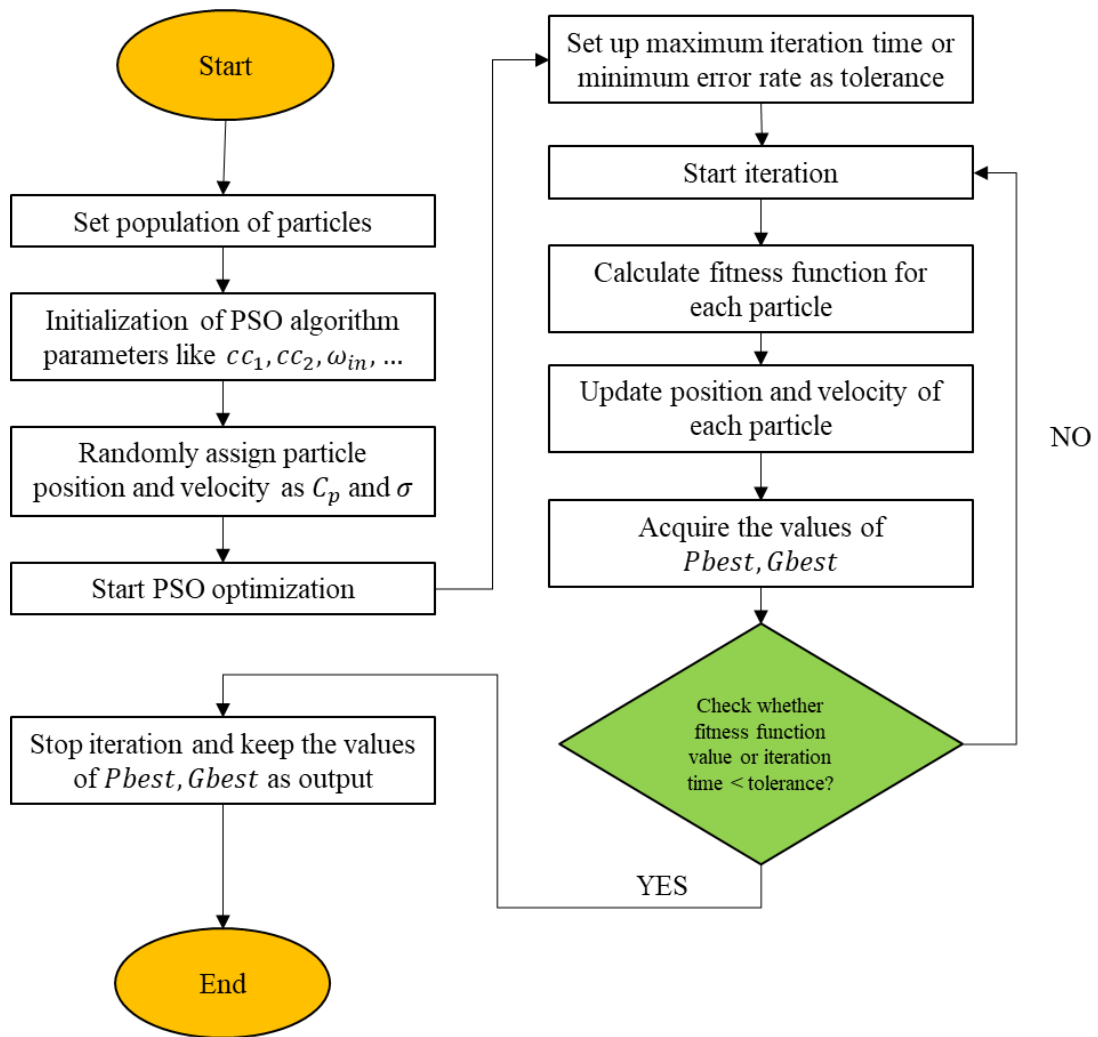 Start
Set population of particles
Initialization of PSO algorithm
parameters like cc₁, cc₂, ω_in, …
Randomly assign particle
position and velocity as C_p and σ
Start PSO optimization
Set up maximum iteration time or
minimum error rate as tolerance
Start iteration
Calculate fitness function for
each particle
Update position and velocity of
each particle
Acquire the values of
Pbest, Gbest
Check whether
fitness function
value or iteration
time < tolerance?
NO
YES
Stop iteration and keep the values
of Pbest, Gbest as output
End